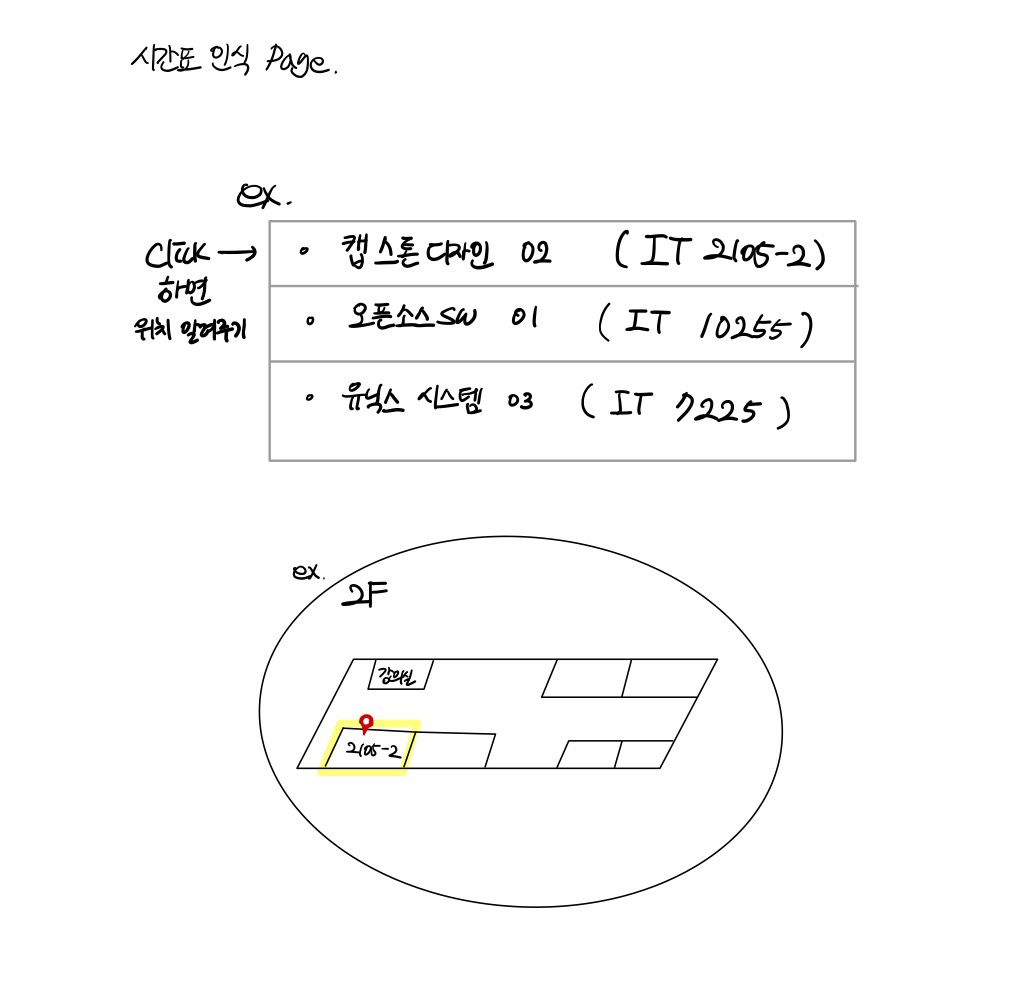 시간표 인식 Page.
ex.
Click →
하면
위치 알려주기
• 캡스톤디자인 02 (IT 2105-2)
• 오픈소스SW 01 (IT 10255)
• 유닉스 시스템 03 (IT 7225)
ex.
2F
강의실
2105-2